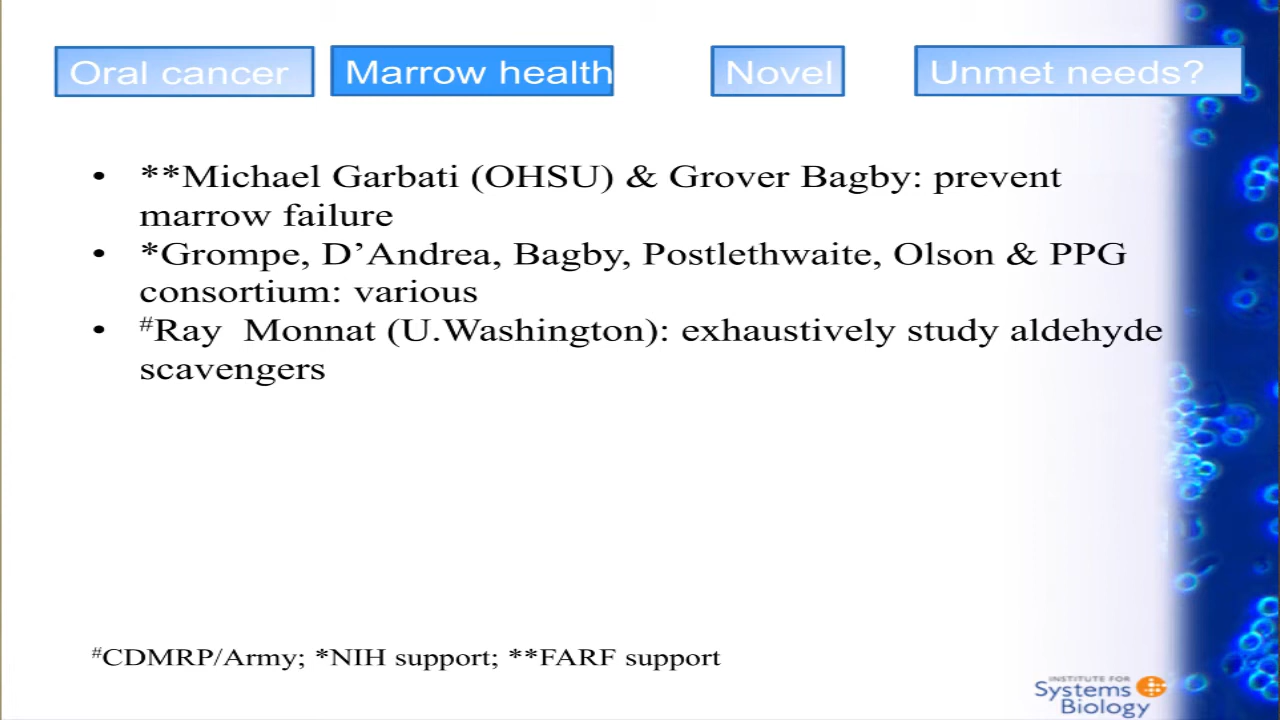 Oral cancer
Marrow health
Novel
Unmet needs?
• **Michael Garbati (OHSU) & Grover Bagby: prevent
marrow failure
• *Grompe, D’Andrea, Bagby, Postlethwaite, Olson & PPG
consortium: various
• #Ray  Monnat (U.Washington): exhaustively study aldehyde
scavengers
#CDMRP/Army; *NIH support; **FARF support
INSTITUTE FOR
Systems
Biology